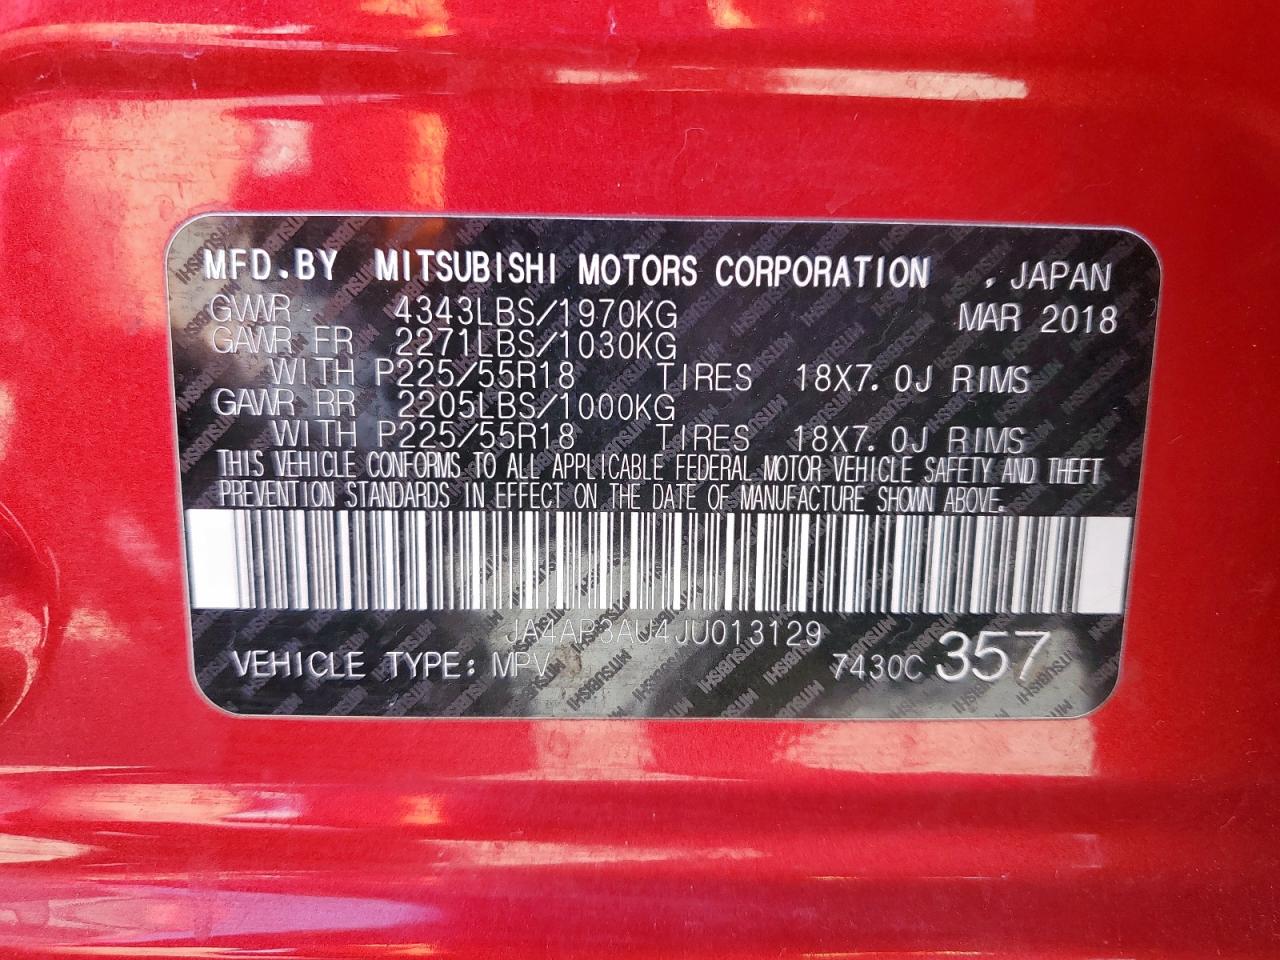 MFD.BY MITSUBISHI MOTORS CORPORATION , JAPAN
GVWR 4343LBS/1970KG MAR 2018
GAWR FR 2271LBS/1030KG
WITH P225/55R18 TIRES 18X7.0J RIMS
GAWR RR 2205LBS/1000KG
WITH P225/55R18 TIRES 18X7.0J RIMS
THIS VEHICLE CONFORMS TO ALL APPLICABLE FEDERAL MOTOR VEHICLE SAFETY AND THEFT
PREVENTION STANDARDS IN EFFECT ON THE DATE OF MANUFACTURE SHOWN ABOVE.
JA4AP3AU4JU013129
VEHICLE TYPE: MPV 7430C 357